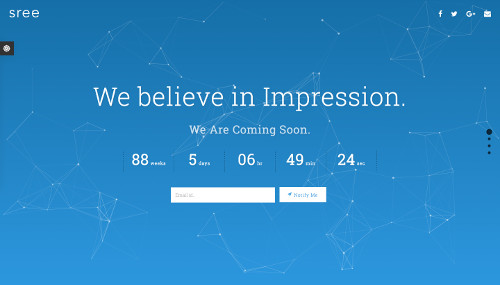 sree
We believe in Impression.
We Are Coming Soon.
88 weeks 5 days 06 hr 49 min 24 sec
Notify Me